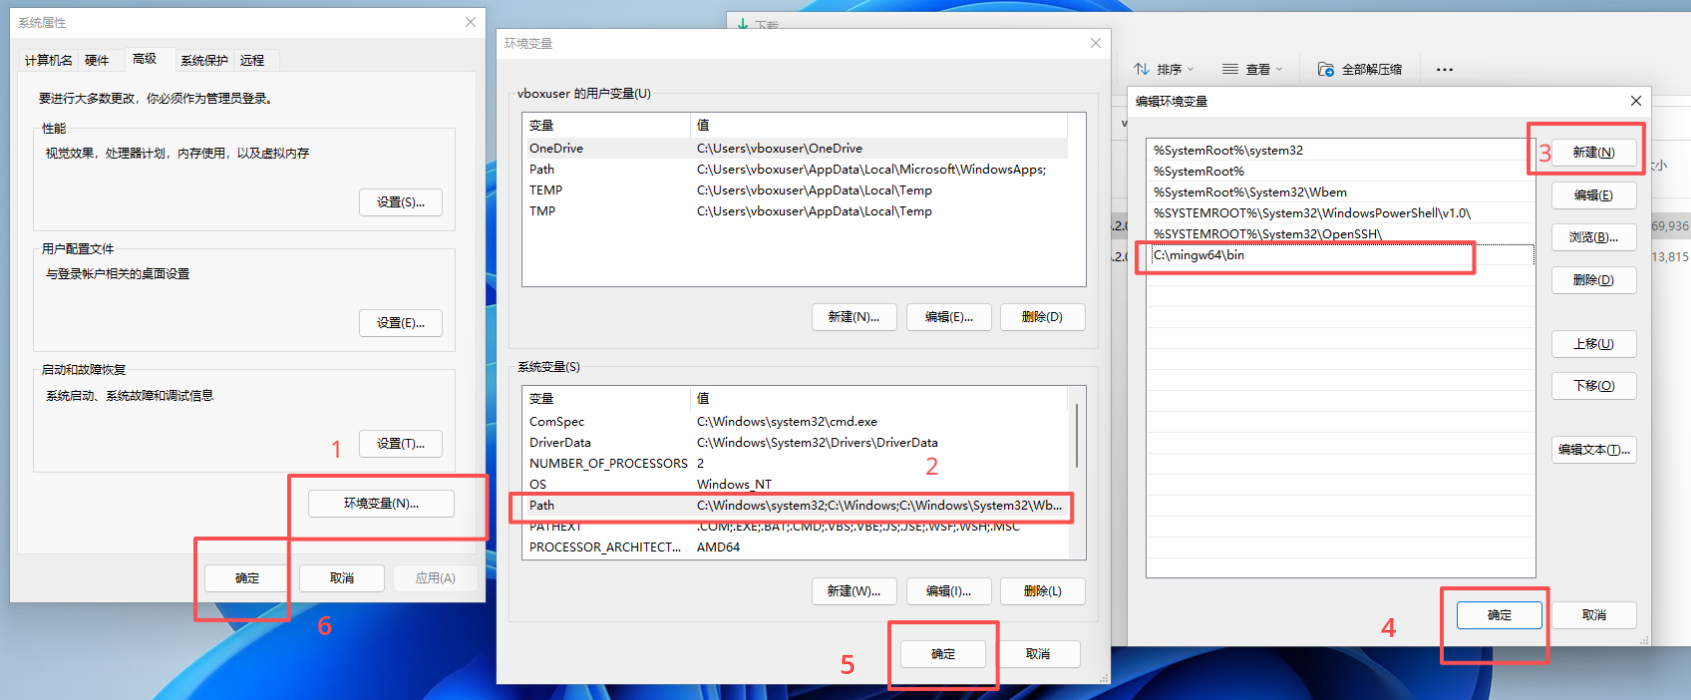 系统属性
计算机名 硬件 高级 系统保护 远程
要进行大多数更改，你必须作为管理员登录。
性能
视觉效果，处理器计划，内存使用，以及虚拟内存
设置(S)...
用户配置文件
与登录帐户相关的桌面设置
设置(E)...
启动和故障恢复
系统启动、系统故障和调试信息
1
设置(T)...
环境变量(N)...
确定 取消 应用(A)
6
环境变量
vboxuser 的用户变量(U)
变量 值
OneDrive C:\Users\vboxuser\OneDrive
Path C:\Users\vboxuser\AppData\Local\Microsoft\WindowsApps;
TEMP C:\Users\vboxuser\AppData\Local\Temp
TMP C:\Users\vboxuser\AppData\Local\Temp
新建(N)... 编辑(E)... 删除(D)
系统变量(S)
变量 值
ComSpec C:\Windows\system32\cmd.exe
DriverData C:\Windows\System32\Drivers\DriverData
NUMBER_OF_PROCESSORS 2
2
OS Windows_NT
Path C:\Windows\system32;C:\Windows;C:\Windows\System32\Wb...
PATHEXT .COM;.EXE;.BAT;.CMD;.VBS;.VBE;.JS;.JSE;.WSF;.WSH;.MSC
PROCESSOR_ARCHITECT... AMD64
新建(W)... 编辑(I)... 删除(L)
5
确定 取消
下载
排序 查看 全部解压缩 ...
编辑环境变量
%SystemRoot%\system32
%SystemRoot%
%SystemRoot%\System32\Wbem
%SYSTEMROOT%\System32\WindowsPowerShell\v1.0\
%SYSTEMROOT%\System32\OpenSSH\
C:\mingw64\bin
3
新建(N)
编辑(E)
浏览(B)...
删除(D)
上移(U)
下移(O)
编辑文本(T)...
4
确定 取消
.2.0 69,936
.2.0 13,815